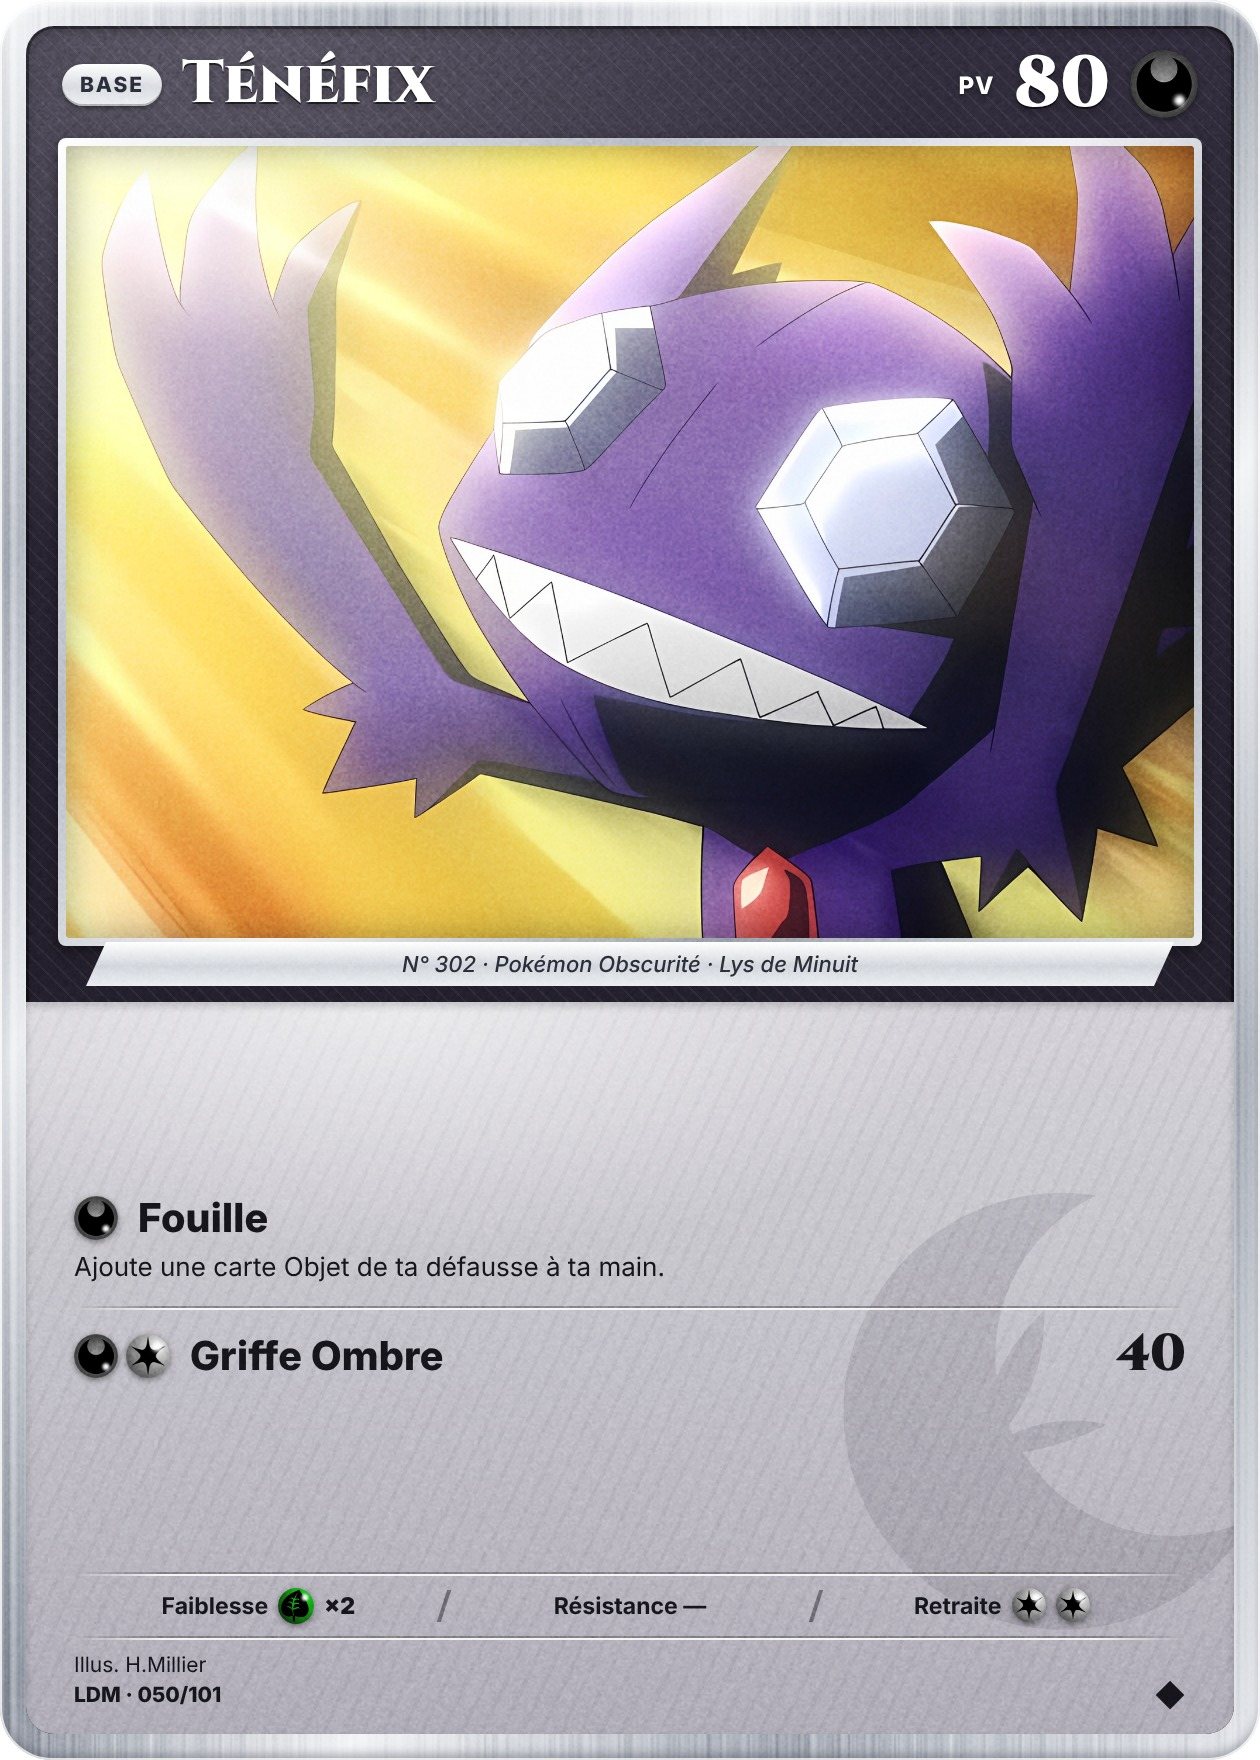 BASE TÉNÉFIX PV 80
N° 302 · Pokémon Obscurité · Lys de Minuit
Fouille
Ajoute une carte Objet de ta défausse à ta main.
Griffe Ombre 40
Faiblesse ×2 / Résistance — / Retraite
Illus. H.Millier
LDM · 050/101